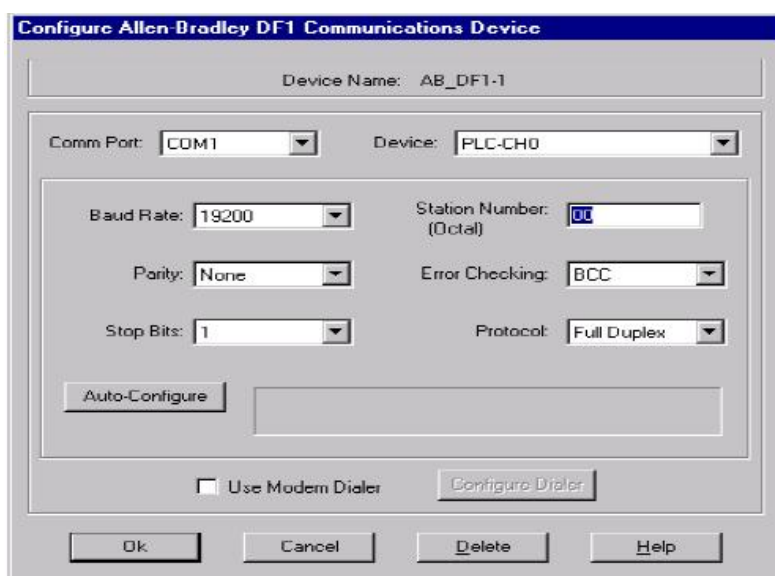 Configure Allen-Bradley DF1 Communications Device
Device Name: AB_DF1-1
Comm Port: COM1 Device: PLC-CH0
Baud Rate: 19200 Station Number: 00
(Octal)
Parity: None Error Checking: BCC
Stop Bits: 1 Protocol: Full Duplex
Auto-Configure
Use Modem Dialer Configure Dialer
Ok Cancel Delete Help